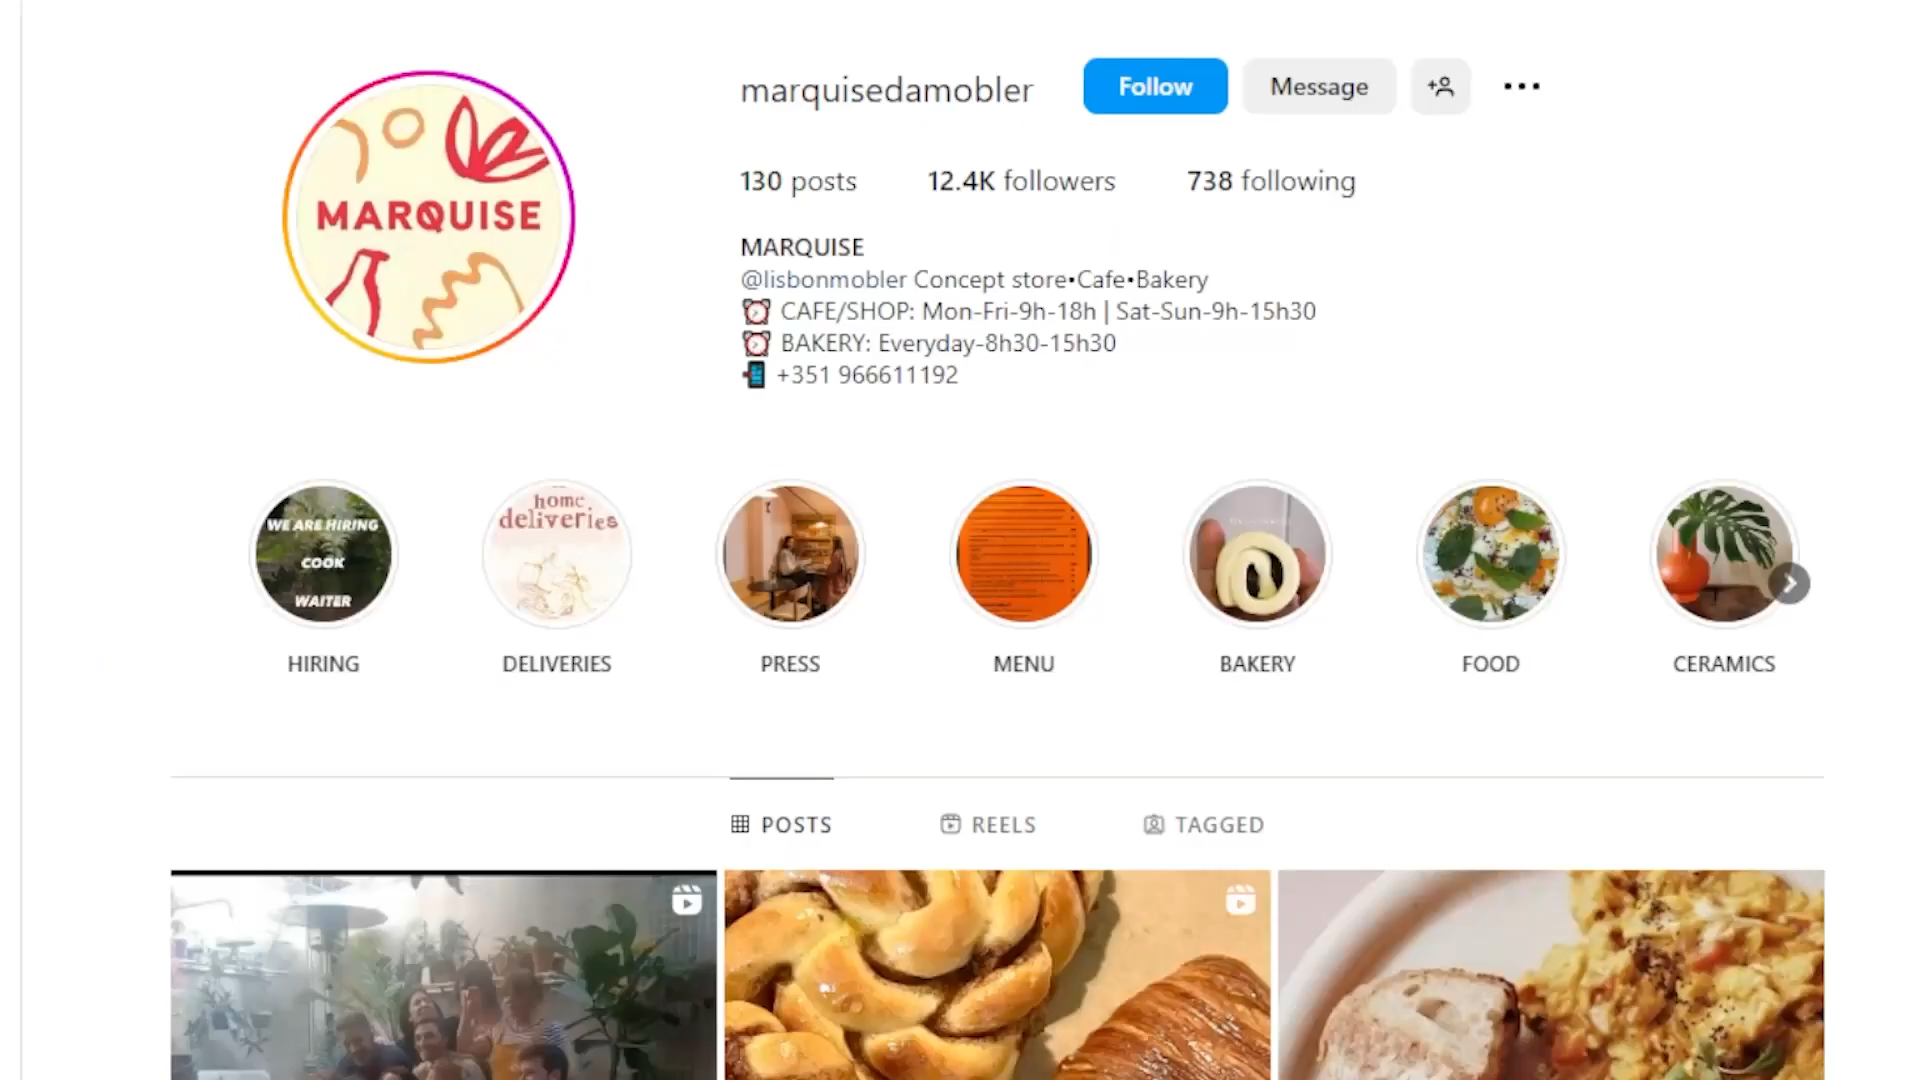 marquisedamobler
Follow
Message
130 posts
12.4K followers
738 following
MARQUISE
MARQUISE
@lisbonmobler Concept store•Cafe•Bakery
⏰ CAFE/SHOP: Mon-Fri-9h-18h | Sat-Sun-9h-15h30
⏰ BAKERY: Everyday-8h30-15h30
📲 +351 966611192
WE ARE HIRING
COOK
WAITER
home
deliveries
HIRING
DELIVERIES
PRESS
MENU
BAKERY
FOOD
CERAMICS
POSTS
REELS
TAGGED